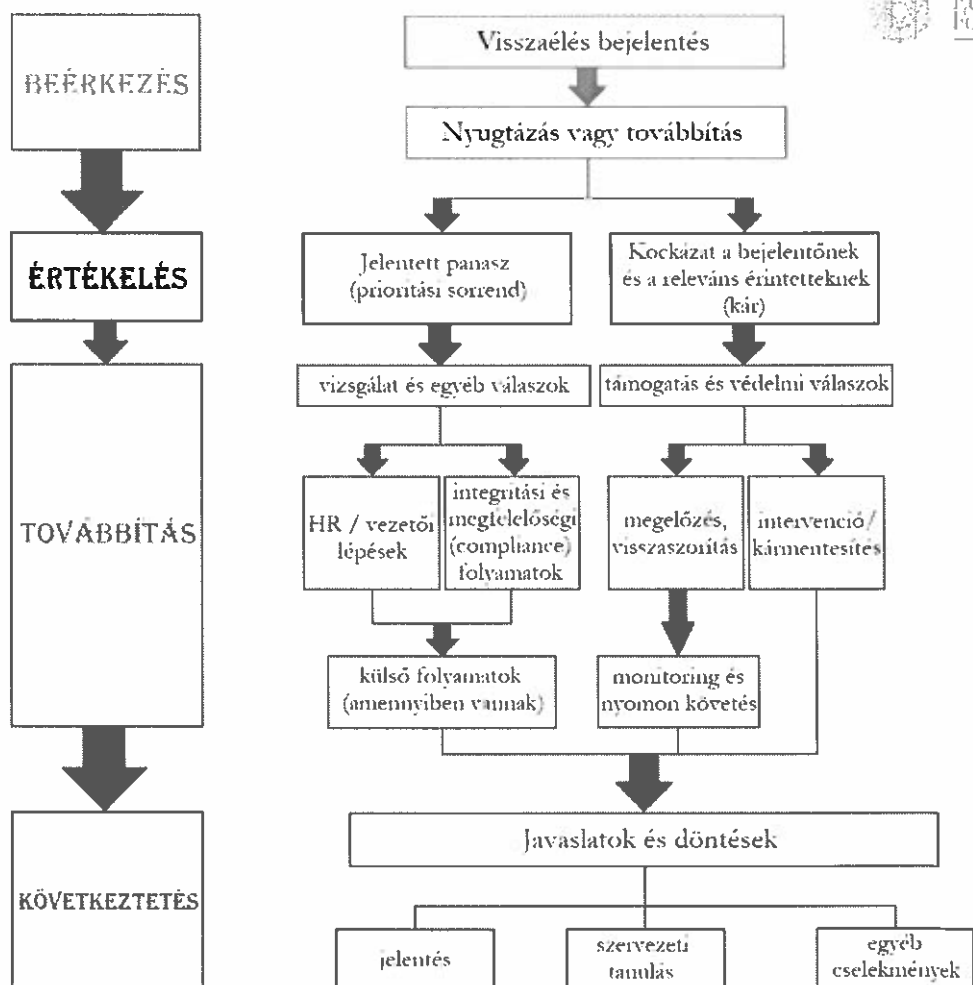 BEÉRKEZÉS
Visszaélés bejelentés
Nyugtázás vagy továbbítás
ÉRTÉKELÉS
Jelentett panasz
(prioritási sorrend)
Kockázat a bejelentőnek
és a releváns érintetteknek
(kár)
TOVÁBBÍTÁS
vizsgálat és egyéb válaszok
támogatás és védelmi válaszok
HR / vezetői
lépések
integritási és
megfelelőségi
(compliance)
folyamatok
megelőzés,
visszaszorítás
intervenció/
kármentesítés
külső folyamatok
(amennyiben vannak)
monitoring és
nyomon követés
KÖVETKEZTETÉS
Javaslatok és döntések
jelentés
szervezeti
tanulás
egyéb
cselekmények